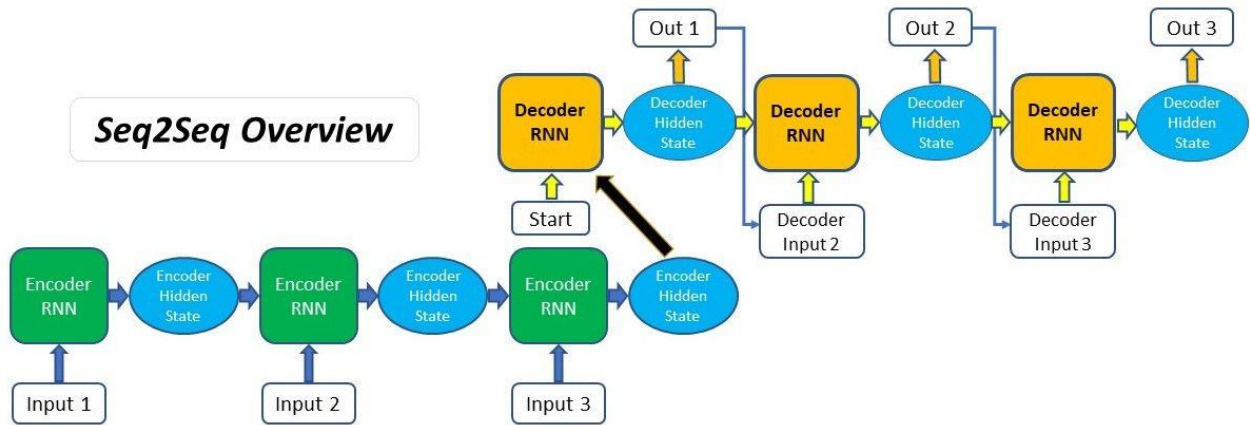 Out 1
Out 2
Out 3
Seq2Seq Overview
Decoder
RNN
Decoder
Hidden
State
Decoder
RNN
Decoder
Hidden
State
Decoder
RNN
Decoder
Hidden
State
Start
Decoder
Input 2
Decoder
Input 3
Encoder
RNN
Encoder
Hidden
State
Encoder
RNN
Encoder
Hidden
State
Encoder
RNN
Encoder
Hidden
State
Input 1
Input 2
Input 3